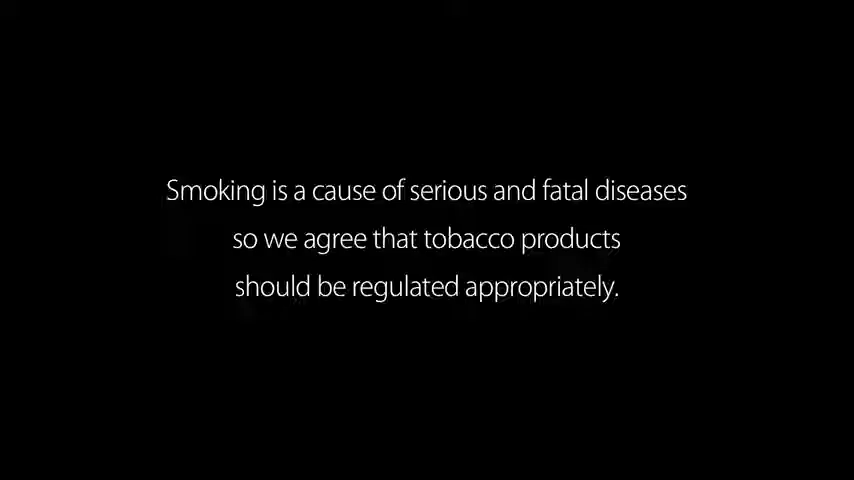 Smoking is a cause of serious and fatal diseases
so we agree that tobacco products
should be regulated appropriately.